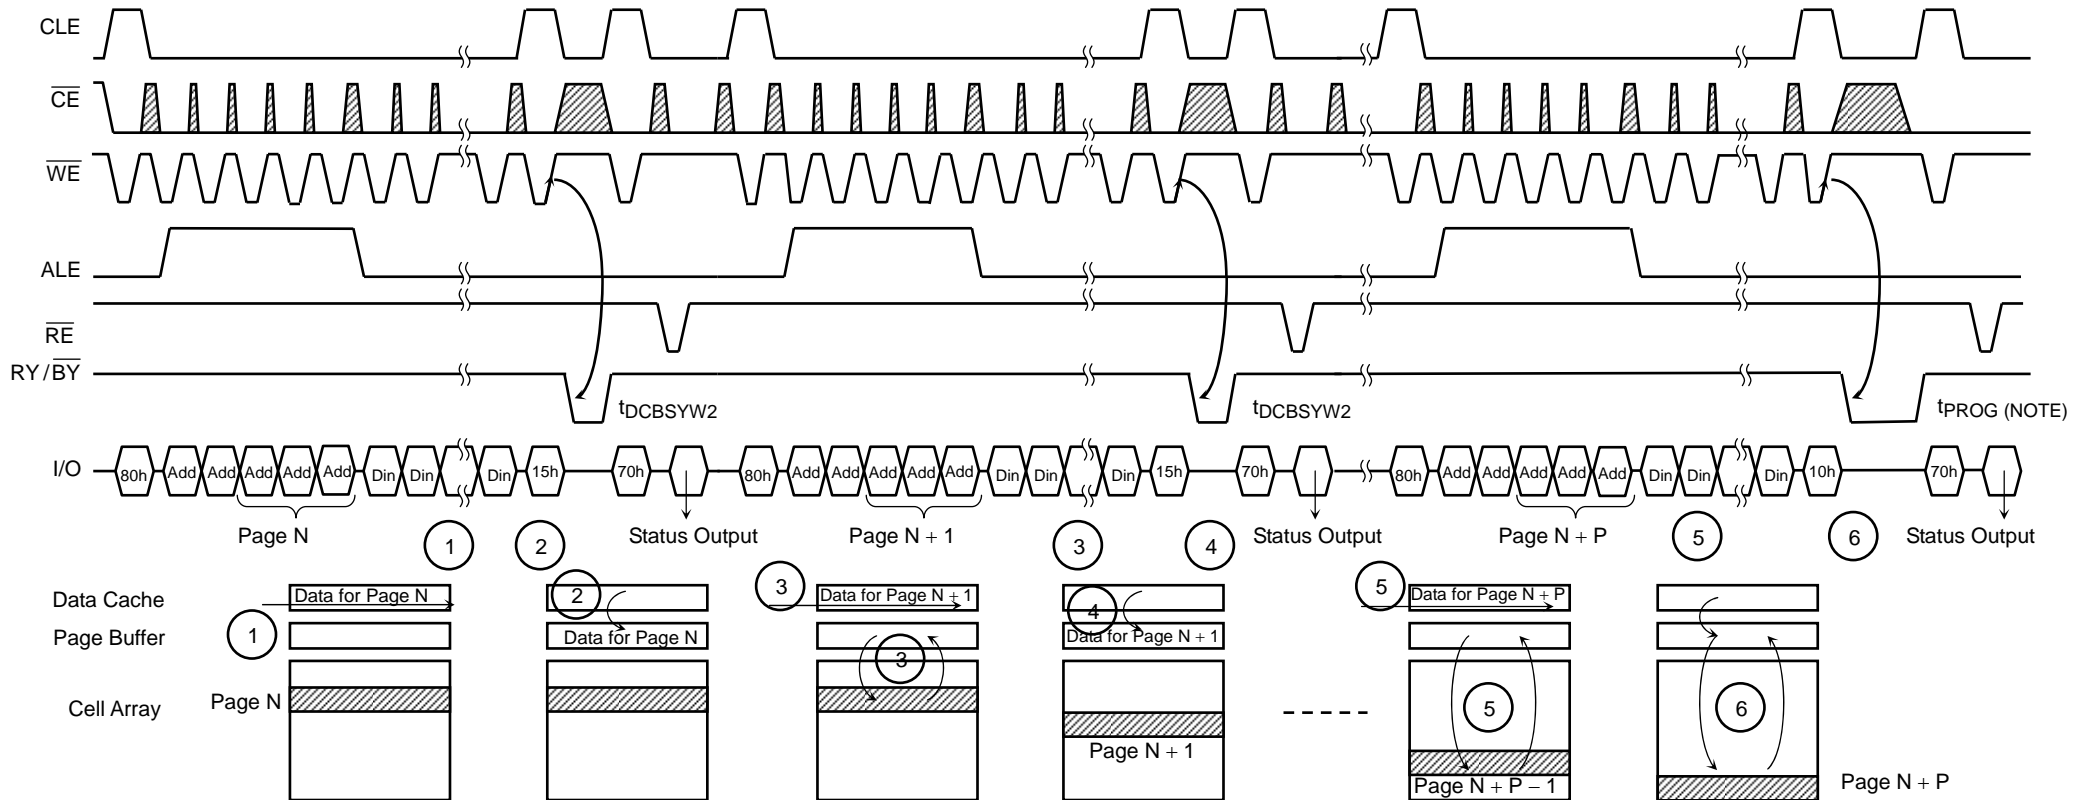 CLE
CE
WE
ALE
RE
RY / BY
tDCBSYW2 tDCBSYW2 tPROG (NOTE)
I/O 80h Add Add Add Add Add Din Din Din 15h 70h 80h Add Add Add Add Add Din Din Din 15h 70h 80h Add Add Add Add Add Din Din Din 10h 70h
Page N 1 2 Status Output Page N + 1 3 4 Status Output Page N + P 5 6 Status Output
Data Cache Data for Page N 2 3 Data for Page N + 1 4 5 Data for Page N + P
Page Buffer 1 Data for Page N 3 Data for Page N + 1
Cell Array Page N Page N + 1 - - - - - 5 Page N + P − 1 6 Page N + P